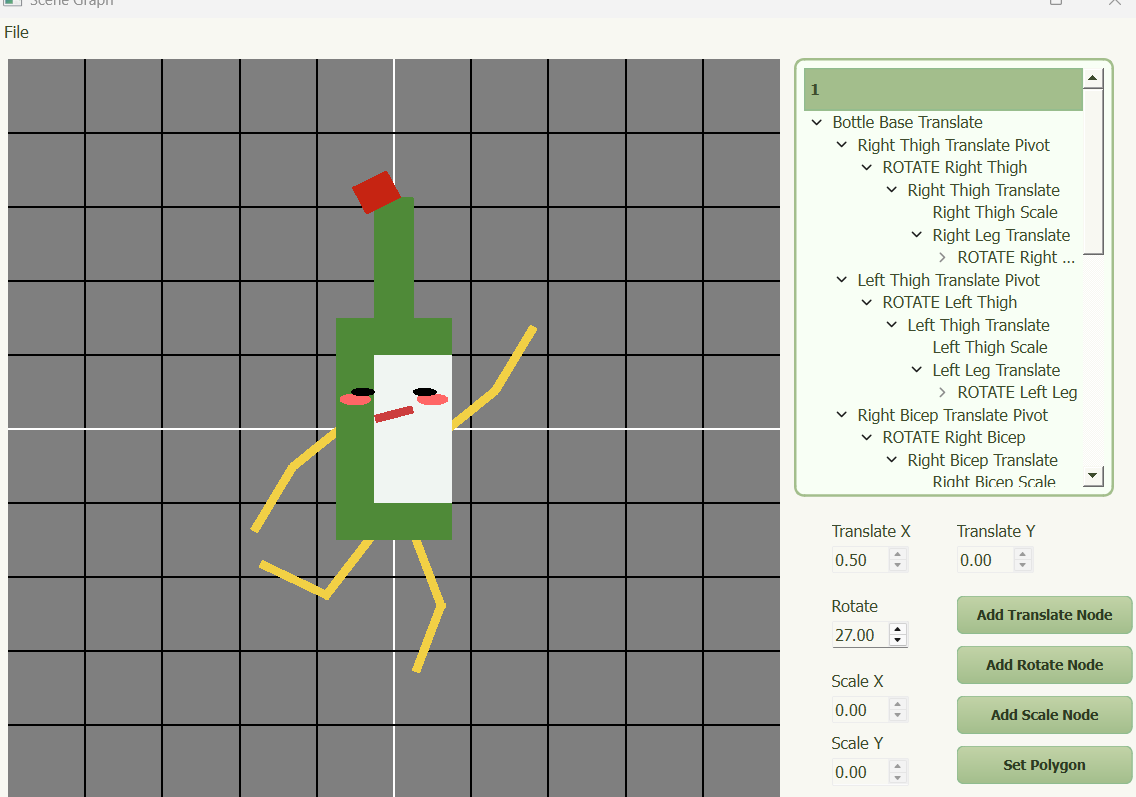 Scene Graph
File
1
Bottle Base Translate
Right Thigh Translate Pivot
ROTATE Right Thigh
Right Thigh Translate
Right Thigh Scale
Right Leg Translate
ROTATE Right ...
Left Thigh Translate Pivot
ROTATE Left Thigh
Left Thigh Translate
Left Thigh Scale
Left Leg Translate
ROTATE Left Leg
Right Bicep Translate Pivot
ROTATE Right Bicep
Right Bicep Translate
Right Bicep Scale
Translate X
Translate Y
0.50
0.00
Rotate
27.00
Add Translate Node
Add Rotate Node
Scale X
0.00
Add Scale Node
Scale Y
0.00
Set Polygon